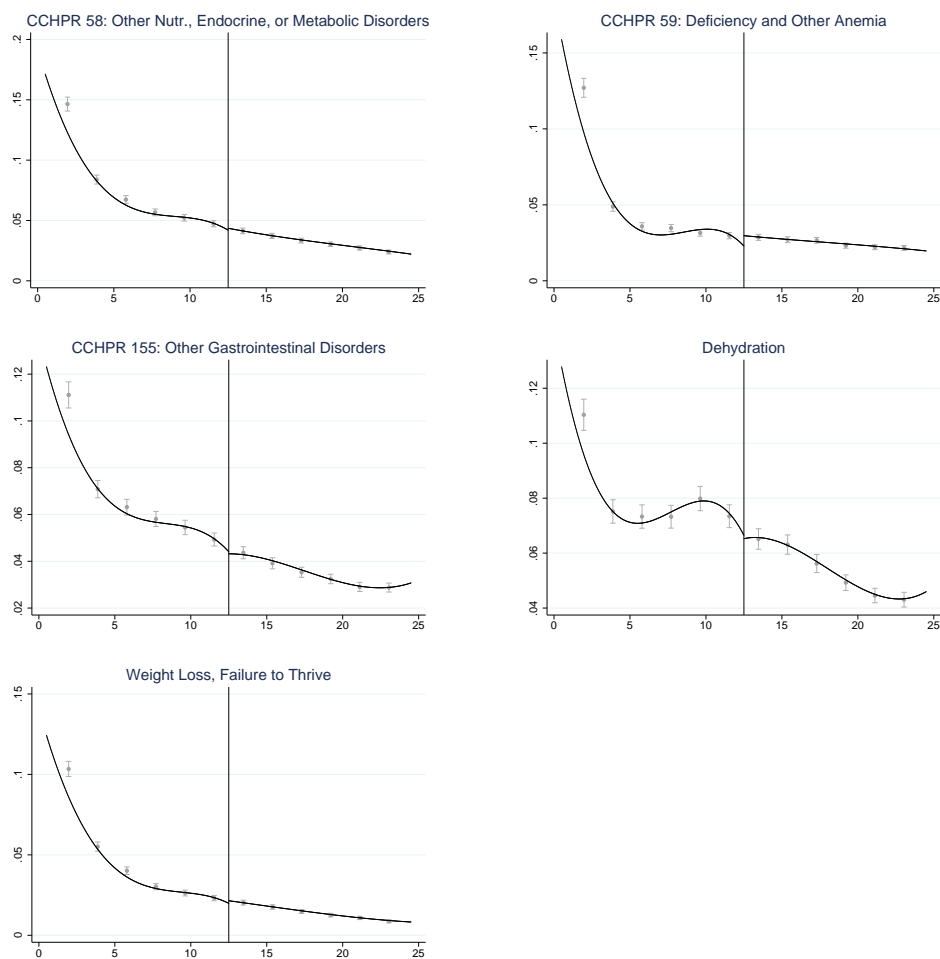 CCHPR 58: Other Nutr., Endocrine, or Metabolic Disorders
.2
.15
.1
.05
0
0 5 10 15 20 25
CCHPR 59: Deficiency and Other Anemia
.15
.1
.05
0
0 5 10 15 20 25
CCHPR 155: Other Gastrointestinal Disorders
.12
.1
.08
.06
.04
.02
0 5 10 15 20 25
Dehydration
.12
.1
.08
.06
.04
0 5 10 15 20 25
Weight Loss, Failure to Thrive
.15
.1
.05
0
0 5 10 15 20 25